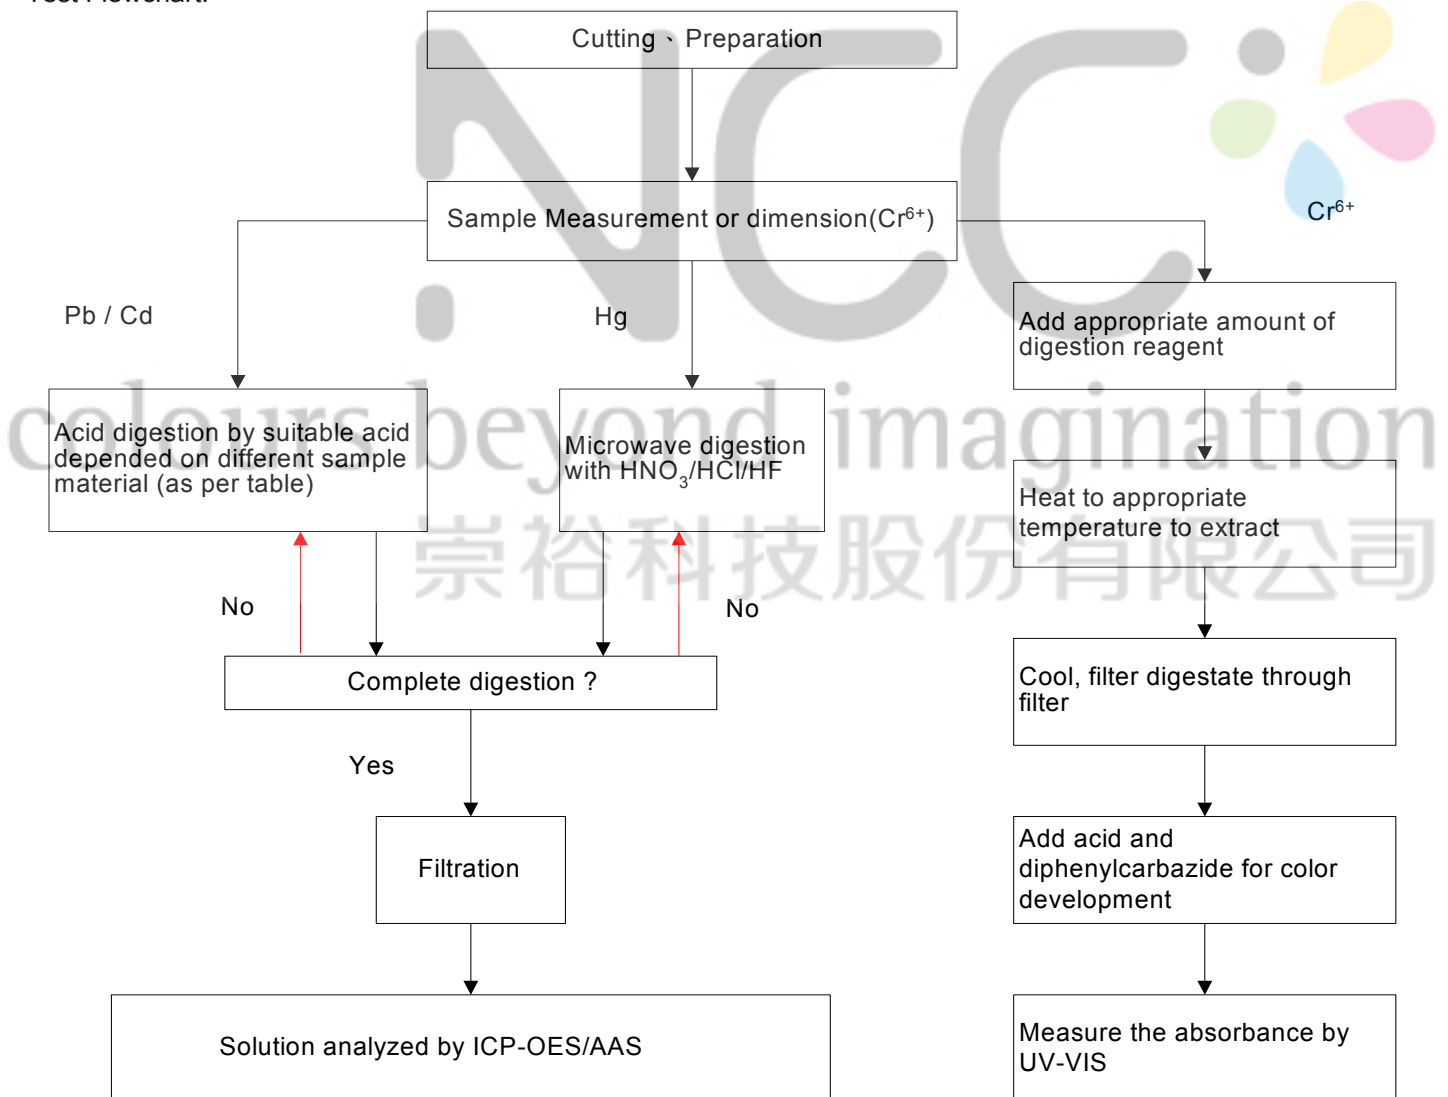 Test Flowchart:
Cutting、Preparation
Sample Measurement or dimension(Cr⁶⁺)
Cr⁶⁺
Pb / Cd
Hg
Add appropriate amount of
digestion reagent
Acid digestion by suitable acid
depended on different sample
material (as per table)
Microwave digestion
with HNO₃/HCl/HF
Heat to appropriate
temperature to extract
No
No
Complete digestion ?
Cool, filter digestate through
filter
Yes
Filtration
Add acid and
diphenylcarbazide for color
development
Solution analyzed by ICP-OES/AAS
Measure the absorbance by
UV-VIS
NCC
colours beyond imagination
崇裕科技股份有限公司